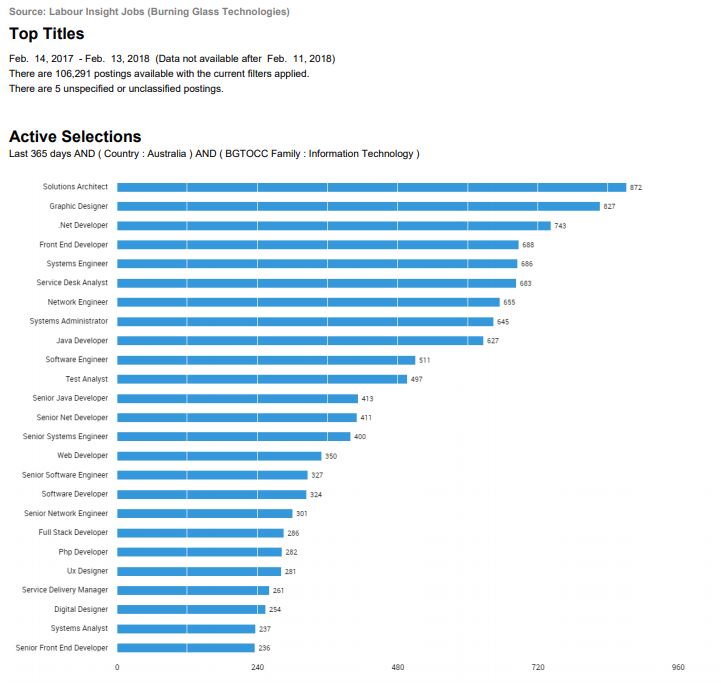 Source: Labour Insight Jobs (Burning Glass Technologies)
Top Titles
Feb. 14, 2017 - Feb. 13, 2018 (Data not available after Feb. 11, 2018)
There are 106,291 postings available with the current filters applied.
There are 5 unspecified or unclassified postings.
Active Selections
Last 365 days AND ( Country : Australia ) AND ( BGTOCC Family : Information Technology )
Solutions Architect 872
Graphic Designer 827
.Net Developer 743
Front End Developer 688
Systems Engineer 686
Service Desk Analyst 683
Network Engineer 655
Systems Administrator 645
Java Developer 627
Software Engineer 511
Test Analyst 497
Senior Java Developer 413
Senior Net Developer 411
Senior Systems Engineer 400
Web Developer 350
Senior Software Engineer 327
Software Developer 324
Senior Network Engineer 301
Full Stack Developer 286
Php Developer 282
Ux Designer 281
Service Delivery Manager 261
Digital Designer 254
Systems Analyst 237
Senior Front End Developer 236
0 240 480 720 960